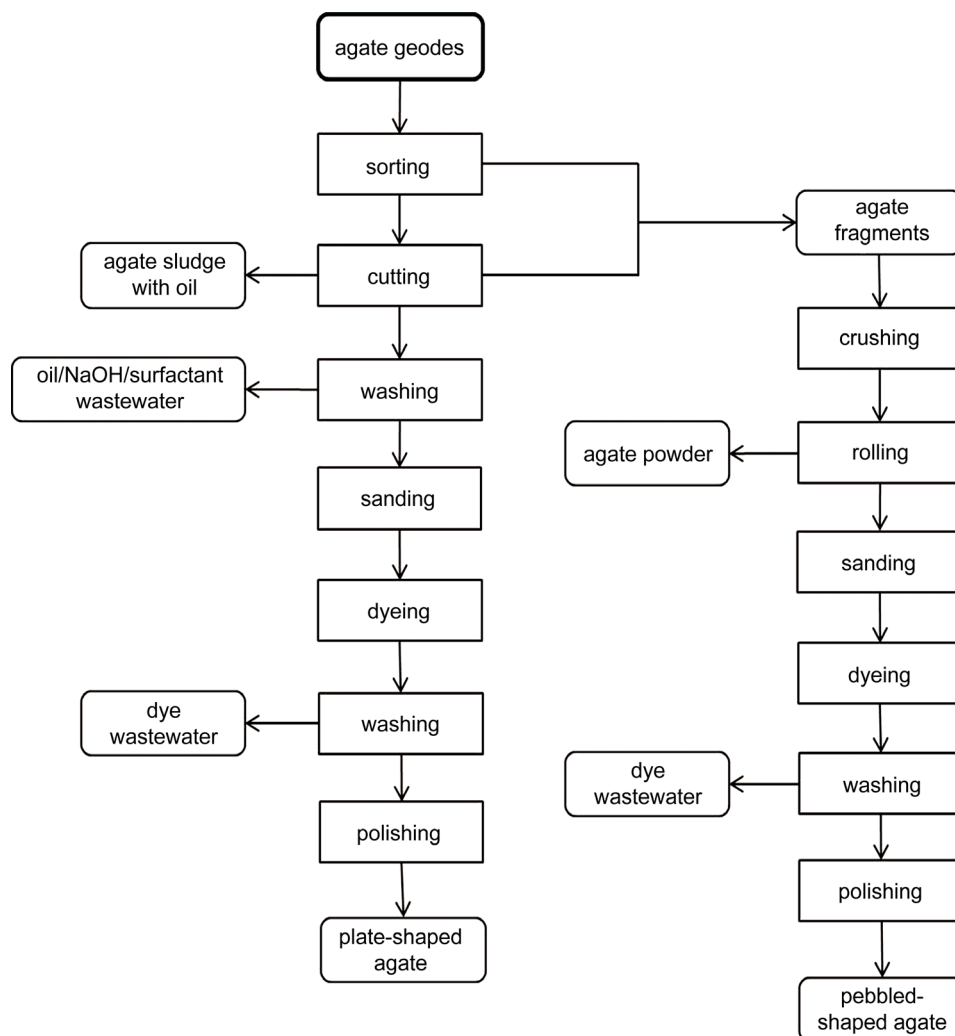 agate geodes
sorting
cutting
agate sludge
with oil
washing
oil/NaOH/surfactant
wastewater
sanding
dyeing
washing
dye
wastewater
polishing
plate-shaped
agate
agate
fragments
crushing
rolling
agate powder
sanding
dyeing
washing
dye
wastewater
polishing
pebbled-
shaped agate